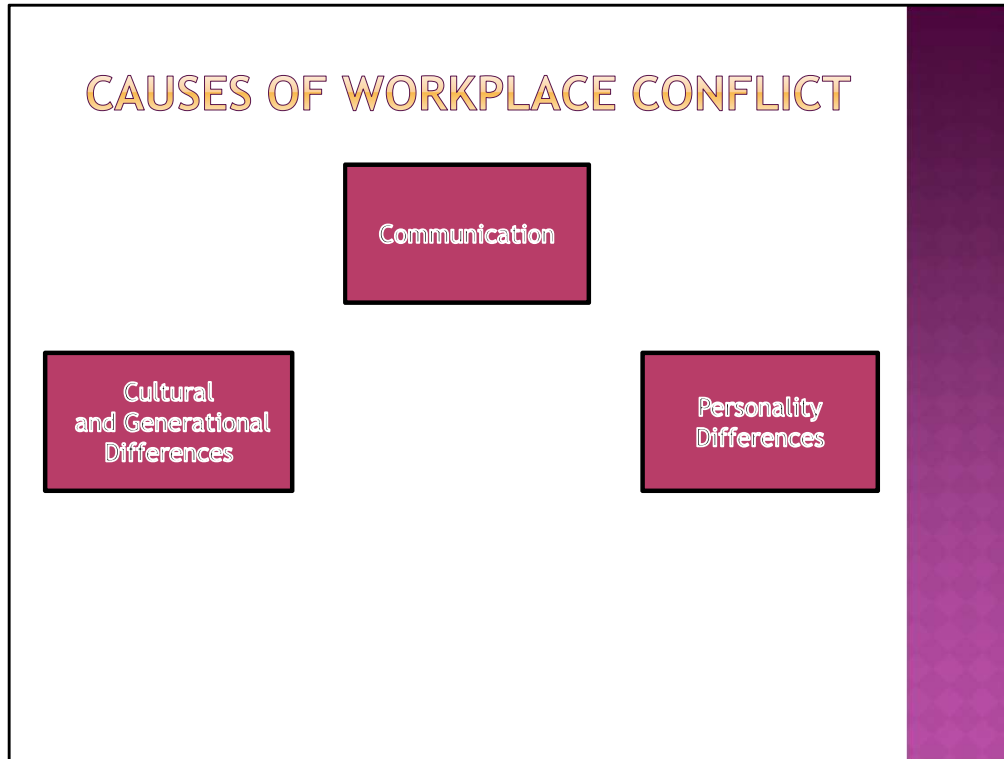 CAUSES OF WORKPLACE CONFLICT
Communication
Cultural
and Generational
Differences
Personality
Differences